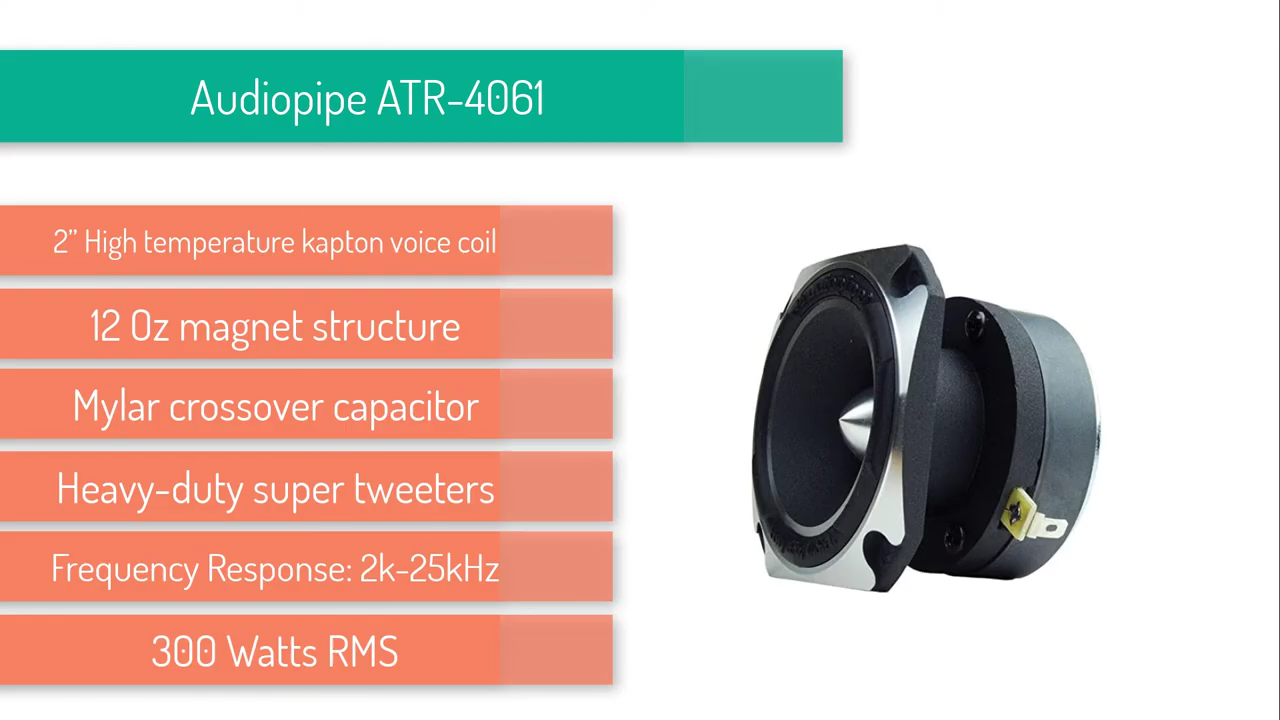 Audiopipe ATR-4061
2” High temperature kapton voice coil
12 Oz magnet structure
Mylar crossover capacitor
Heavy-duty super tweeters
Frequency Response: 2k-25kHz
300 Watts RMS